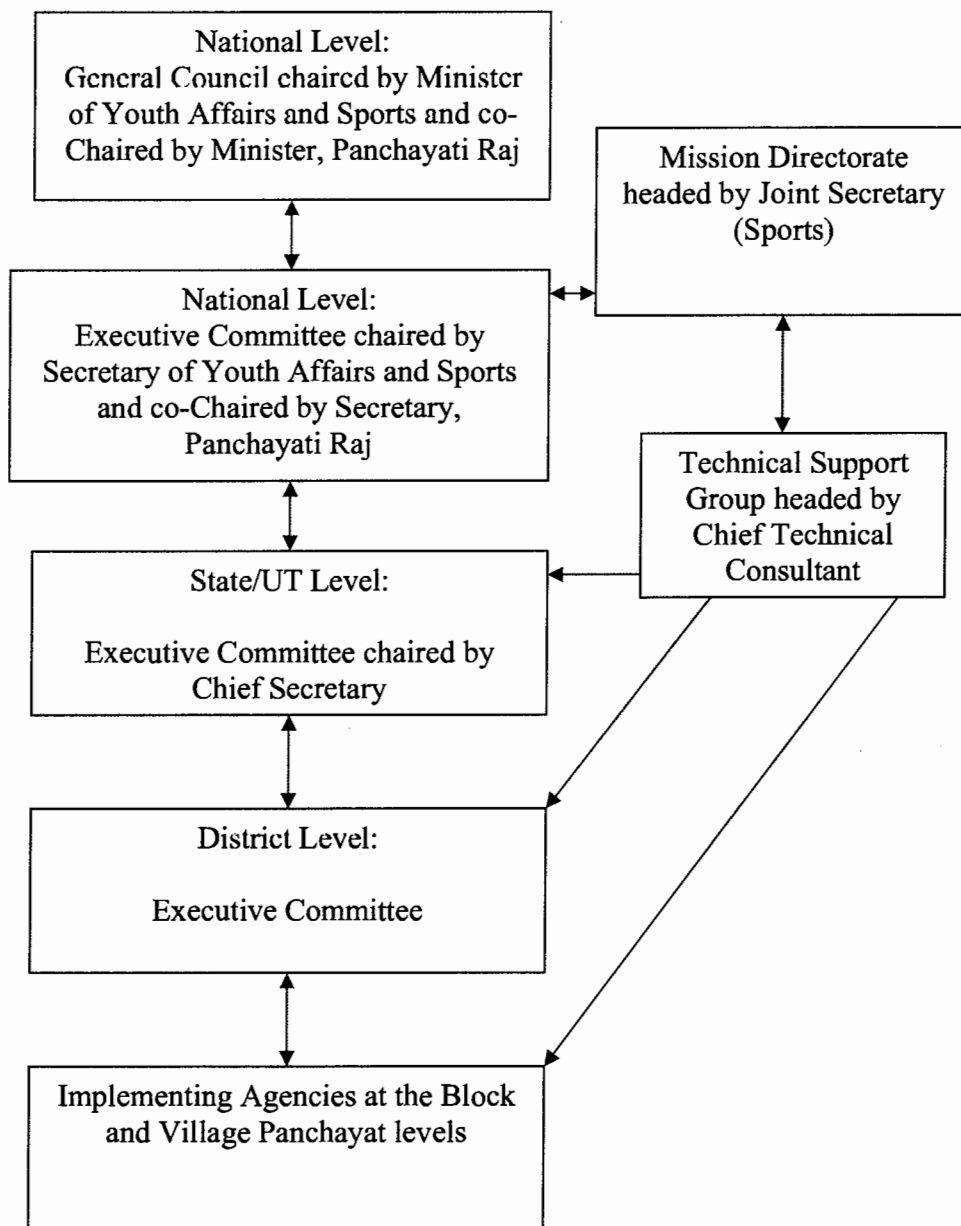 National Level:
General Council chaired by Minister
of Youth Affairs and Sports and co-
Chaired by Minister, Panchayati Raj
Mission Directorate
headed by Joint Secretary
(Sports)
National Level:
Executive Committee chaired by
Secretary of Youth Affairs and Sports
and co-Chaired by Secretary,
Panchayati Raj
Technical Support
Group headed by
Chief Technical
Consultant
State/UT Level:
Executive Committee chaired by
Chief Secretary
District Level:
Executive Committee
Implementing Agencies at the Block
and Village Panchayat levels